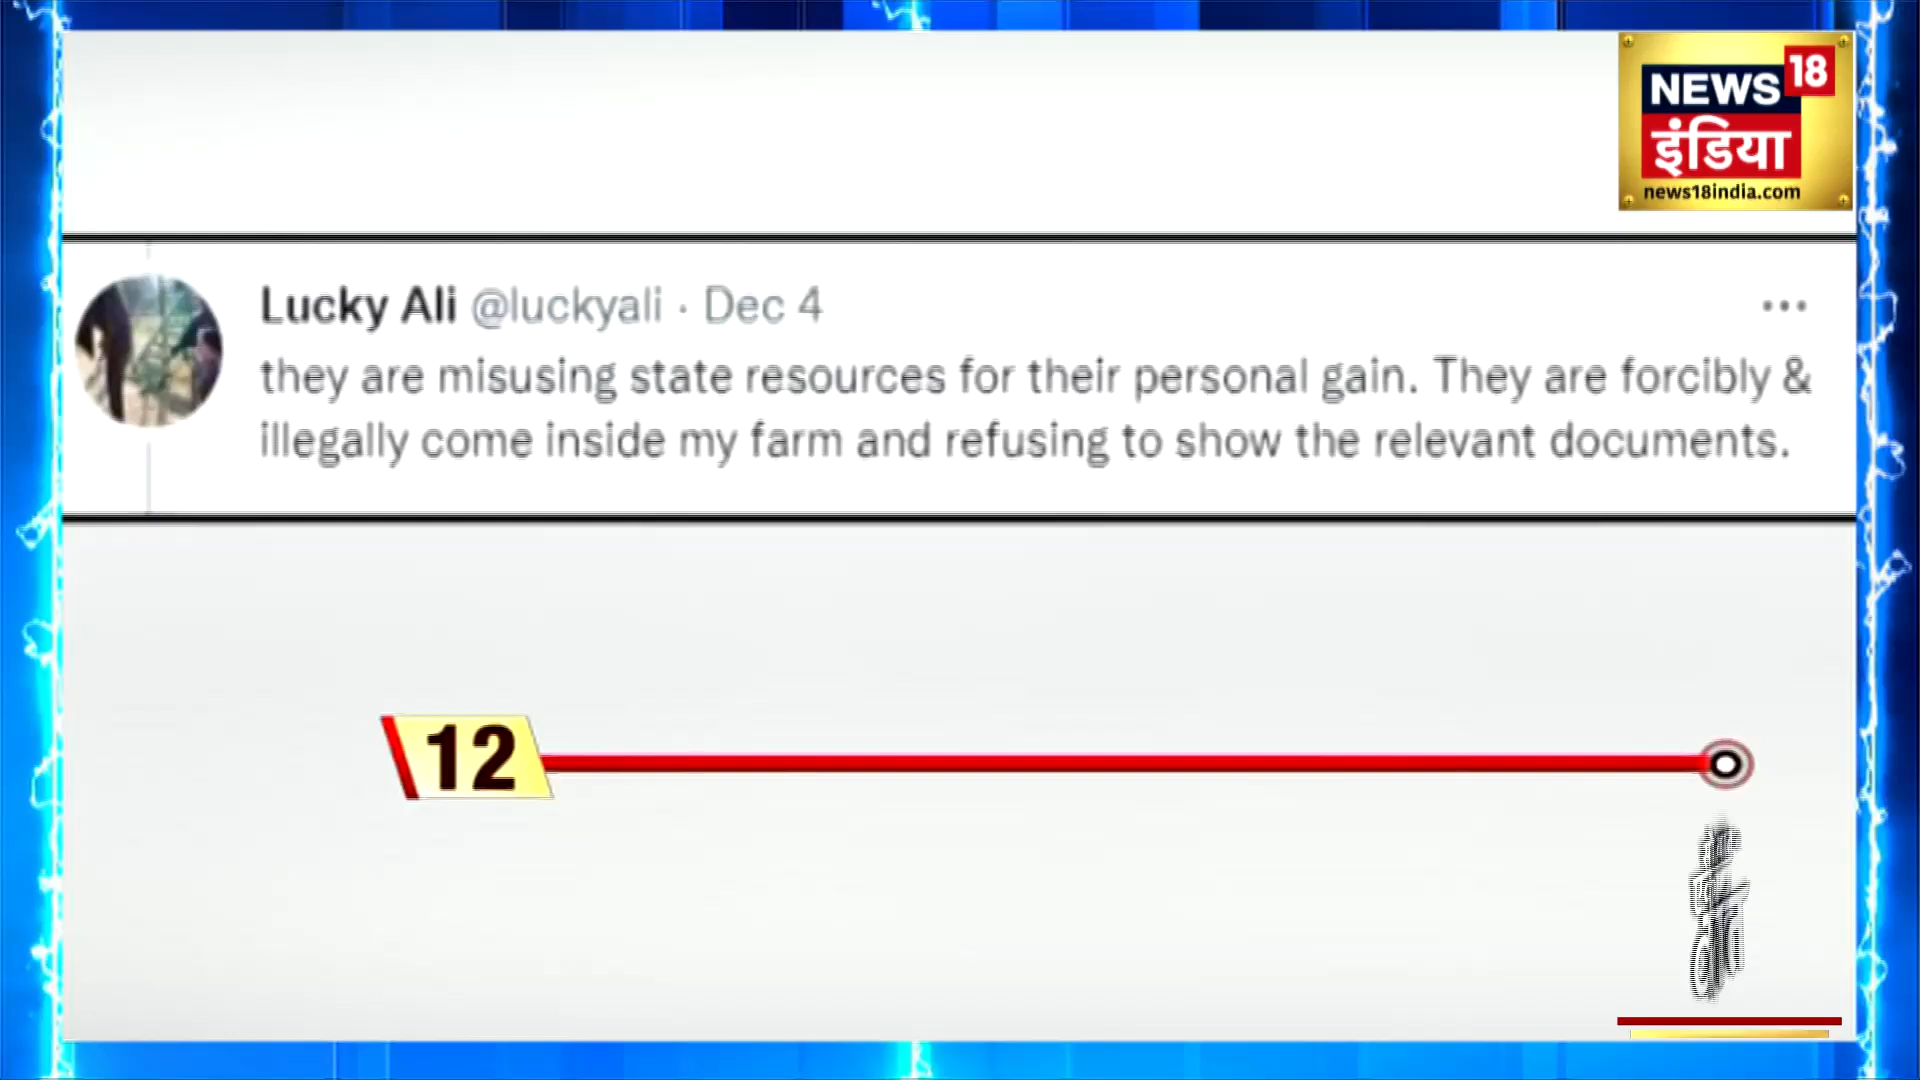 NEWS 18
इंडिया
news18india.com
Lucky Ali @luckyali · Dec 4
they are misusing state resources for their personal gain. They are forcibly &
illegally come inside my farm and refusing to show the relevant documents.
12